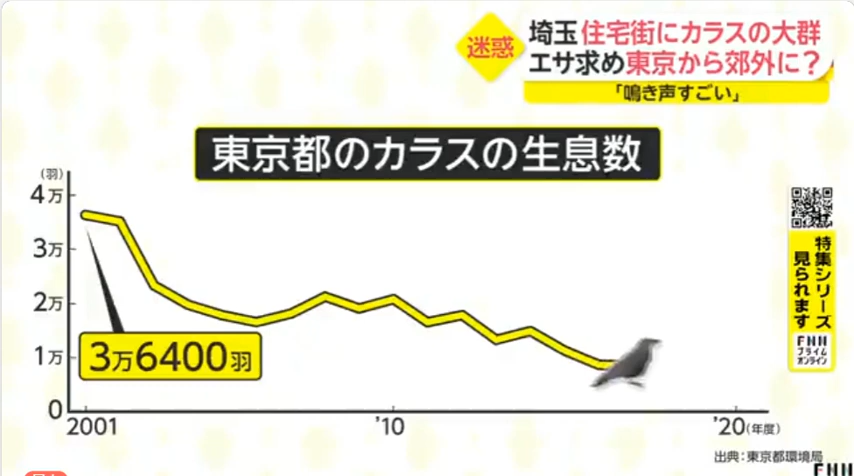 迷惑
埼玉 住宅街にカラスの大群
エサ求め東京から郊外に?
「鳴き声すごい」
東京都のカラスの生息数
(羽)
4万
3万
2万
1万
0
3万6400羽
2001
'10
'20(年度)
特集シリーズ
見られます
FNN
プライム
オンライン
出典:東京都環境局
FNN